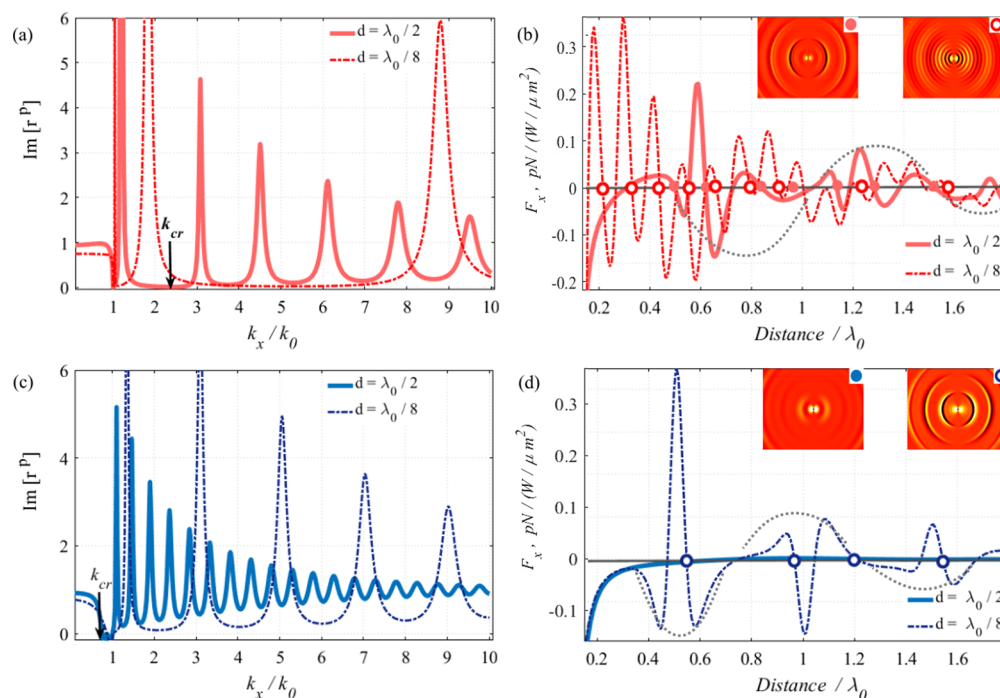 (a)
d = λ0 / 2
d = λ0 / 8
kcr
Im [r^p]
6
5
4
3
2
1
0
1 2 3 4 5 6 7 8 9 10
kx / k0
(b)
Fx , pN / (W / μ m^2)
0.3
0.2
0.1
0
-0.1
-0.2
d = λ0 / 2
d = λ0 / 8
0.2 0.4 0.6 0.8 1 1.2 1.4 1.6
Distance / λ0
(c)
d = λ0 / 2
d = λ0 / 8
kcr
Im [r^p]
6
4
2
0
1 2 3 4 5 6 7 8 9 10
kx / k0
(d)
Fx , pN / (W / μ m^2)
0.3
0.2
0.1
0
-0.1
d = λ0 / 2
d = λ0 / 8
0.2 0.4 0.6 0.8 1 1.2 1.4 1.6
Distance / λ0